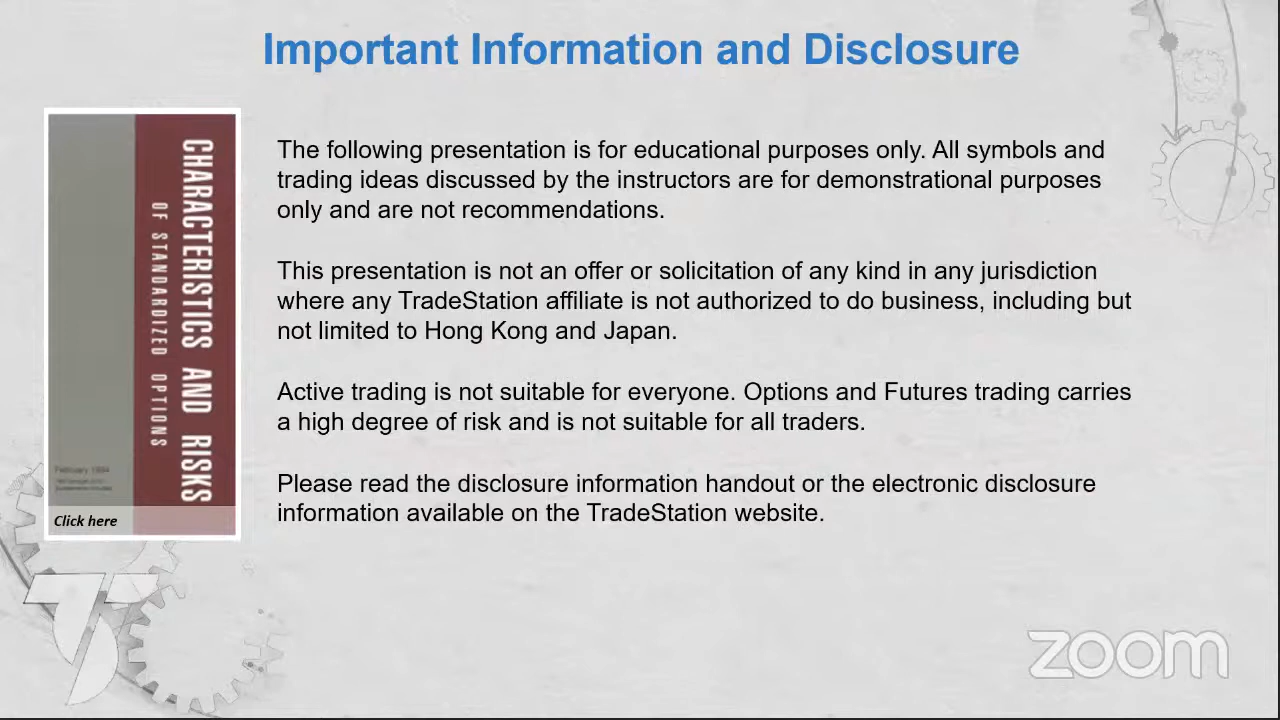 Important Information and Disclosure
CHARACTERISTICS AND RISKS
OF STANDARDIZED OPTIONS
February 1994
Click here
The following presentation is for educational purposes only. All symbols and
trading ideas discussed by the instructors are for demonstrational purposes
only and are not recommendations.
This presentation is not an offer or solicitation of any kind in any jurisdiction
where any TradeStation affiliate is not authorized to do business, including but
not limited to Hong Kong and Japan.
Active trading is not suitable for everyone. Options and Futures trading carries
a high degree of risk and is not suitable for all traders.
Please read the disclosure information handout or the electronic disclosure
information available on the TradeStation website.
zoom